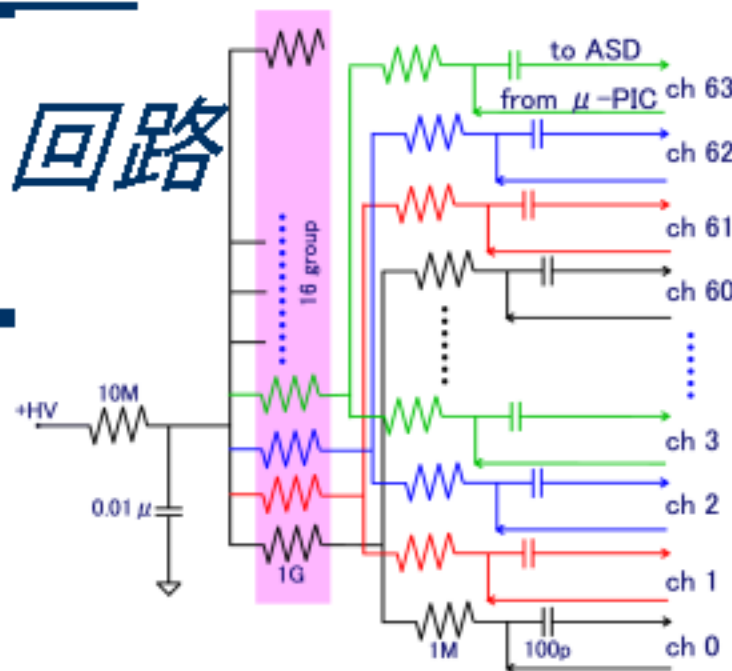 回路
to ASD
ch 63
from μ-PIC
ch 62
ch 61
16 group
ch 60
10M
+HV
ch 3
0.01 μ
ch 2
1G
ch 1
1M
100p
ch 0